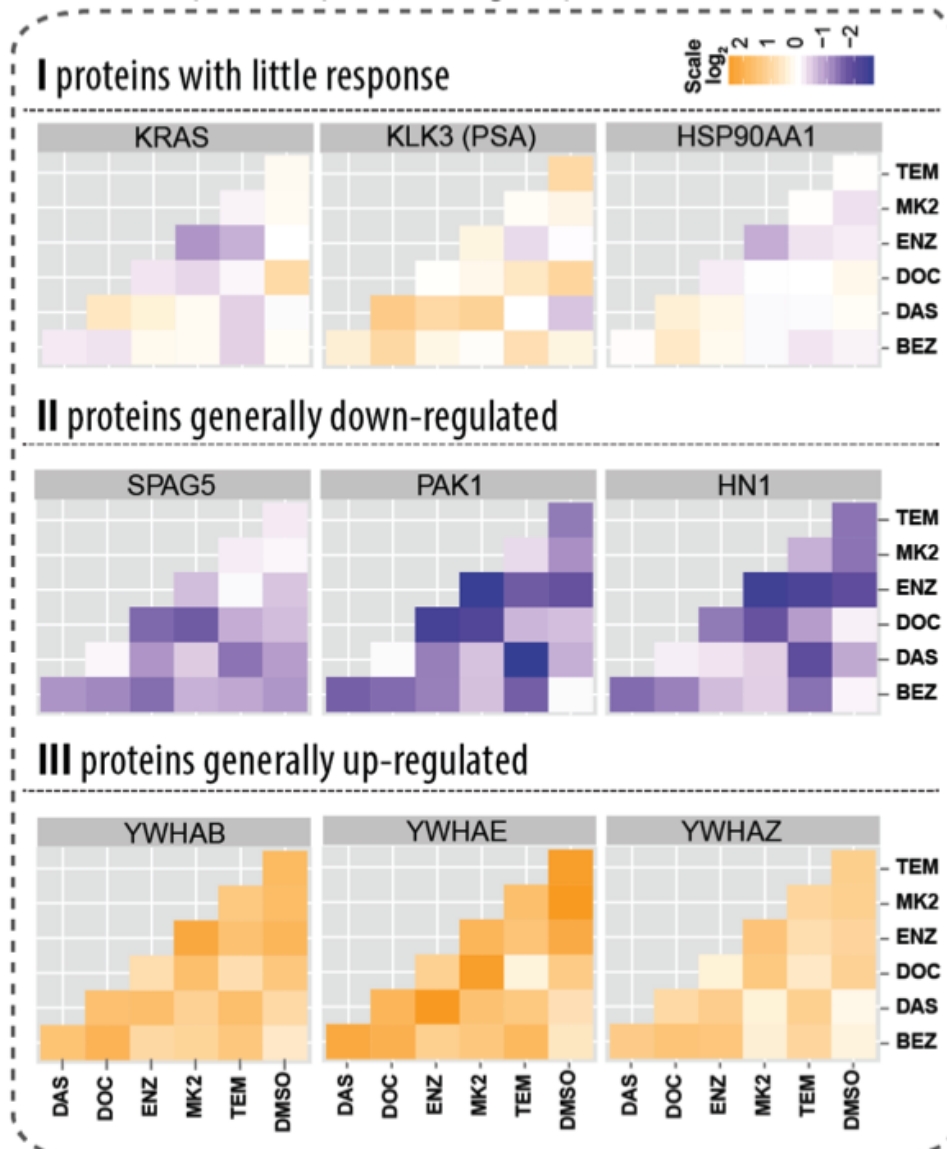 Scale
log2 2 1 0 -1 -2
I proteins with little response
KRAS KLK3 (PSA) HSP90AA1
TEM
MK2
ENZ
DOC
DAS
BEZ
II proteins generally down-regulated
SPAG5 PAK1 HN1
TEM
MK2
ENZ
DOC
DAS
BEZ
III proteins generally up-regulated
YWHAB YWHAE YWHAZ
TEM
MK2
ENZ
DOC
DAS
BEZ
DAS DOC ENZ MK2 TEM DMSO DAS DOC ENZ MK2 TEM DMSO DAS DOC ENZ MK2 TEM DMSO